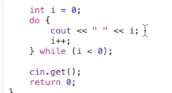 int i = 0;
do {
cout << " " << i;
i++;
} while (i < 0);
cin.get();
return 0;
}